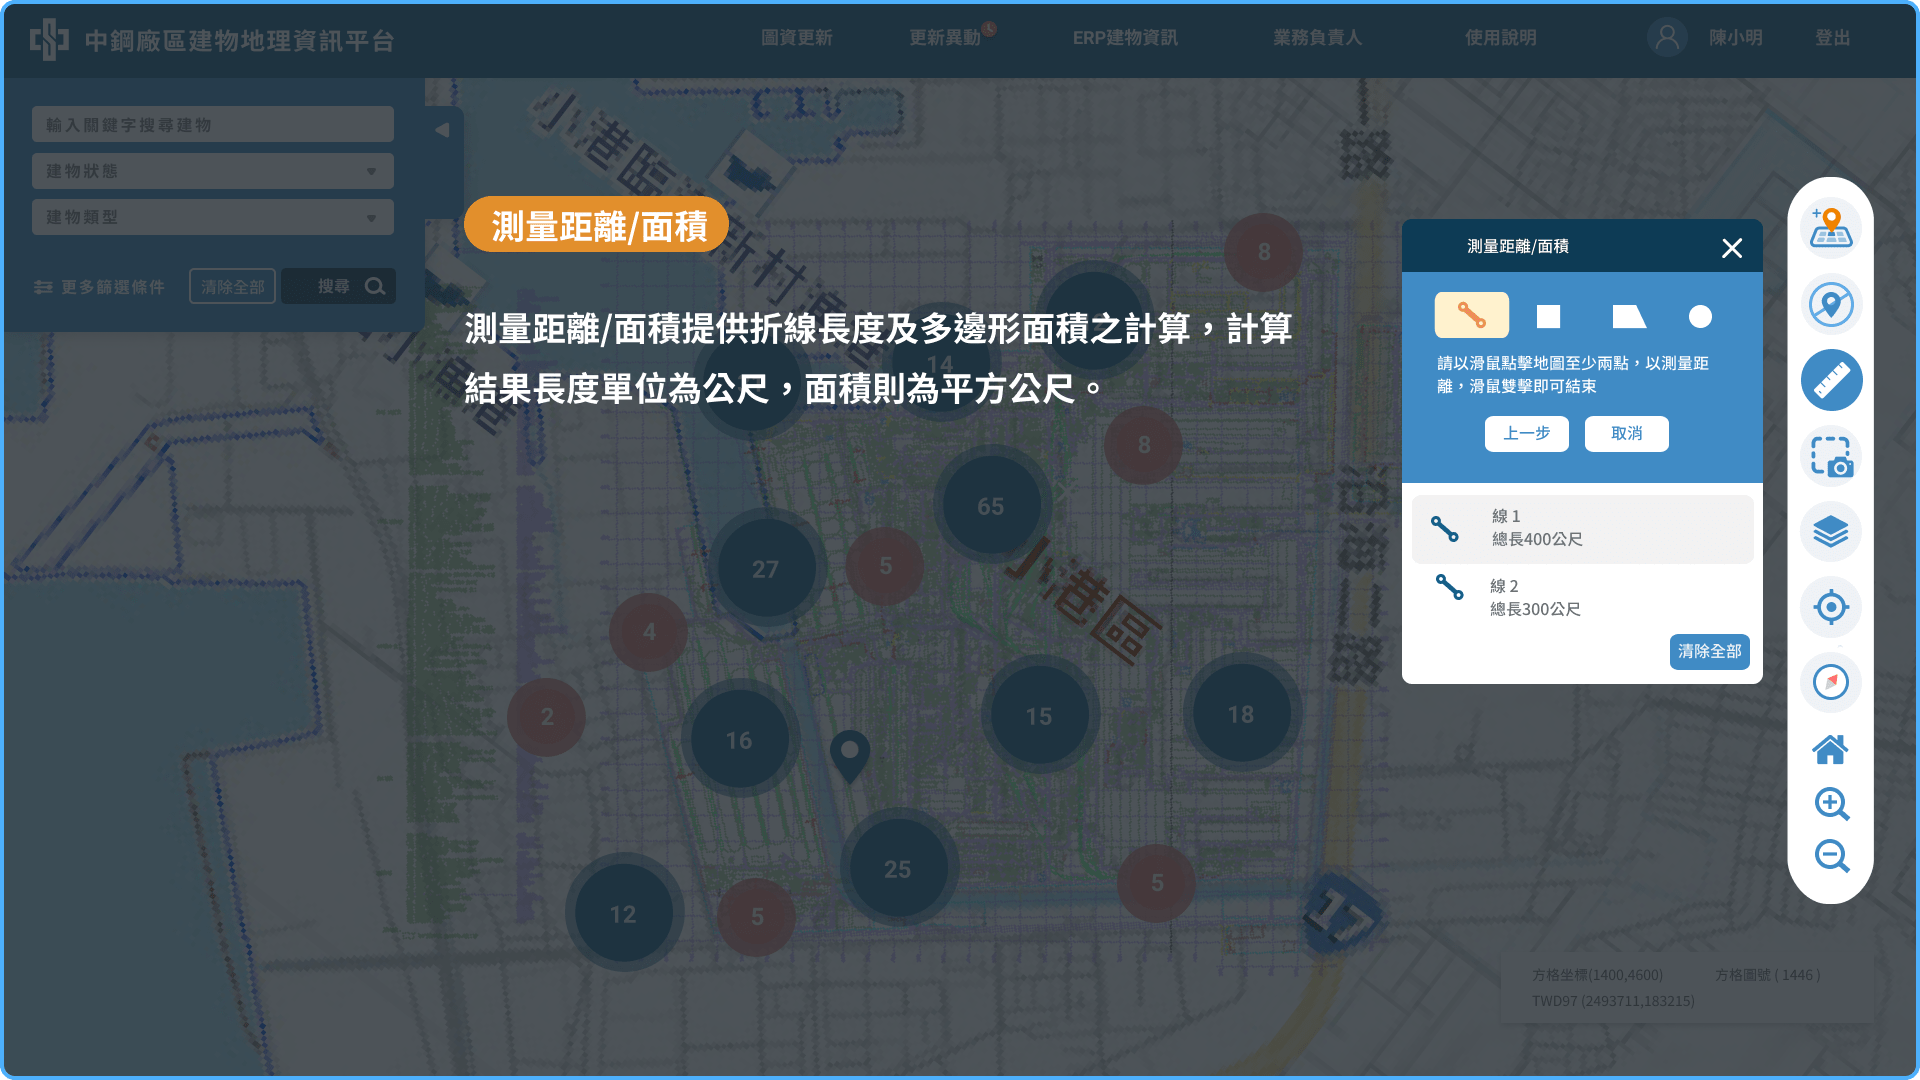 中鋼廠區建物地理資訊平台
圖資更新
更新異動
ERP建物資訊
業務負責人
使用說明
陳小明
登出
輸入關鍵字搜尋建物
建物狀態
建物類型
更多篩選條件
清除全部
搜尋
測量距離/面積
測量距離/面積提供折線長度及多邊形面積之計算，計算
結果長度單位為公尺，面積則為平方公尺。
小港區
8
14
8
65
27
5
4
2
16
15
18
25
12
5
5
17
測量距離/面積
請以滑鼠點擊地圖至少兩點，以測量距
離，滑鼠雙擊即可結束
上一步
取消
線 1
總長400公尺
線 2
總長300公尺
清除全部
方格坐標(1400,4600)
方格圖號 ( 1446 )
TWD97 (2493711,183215)